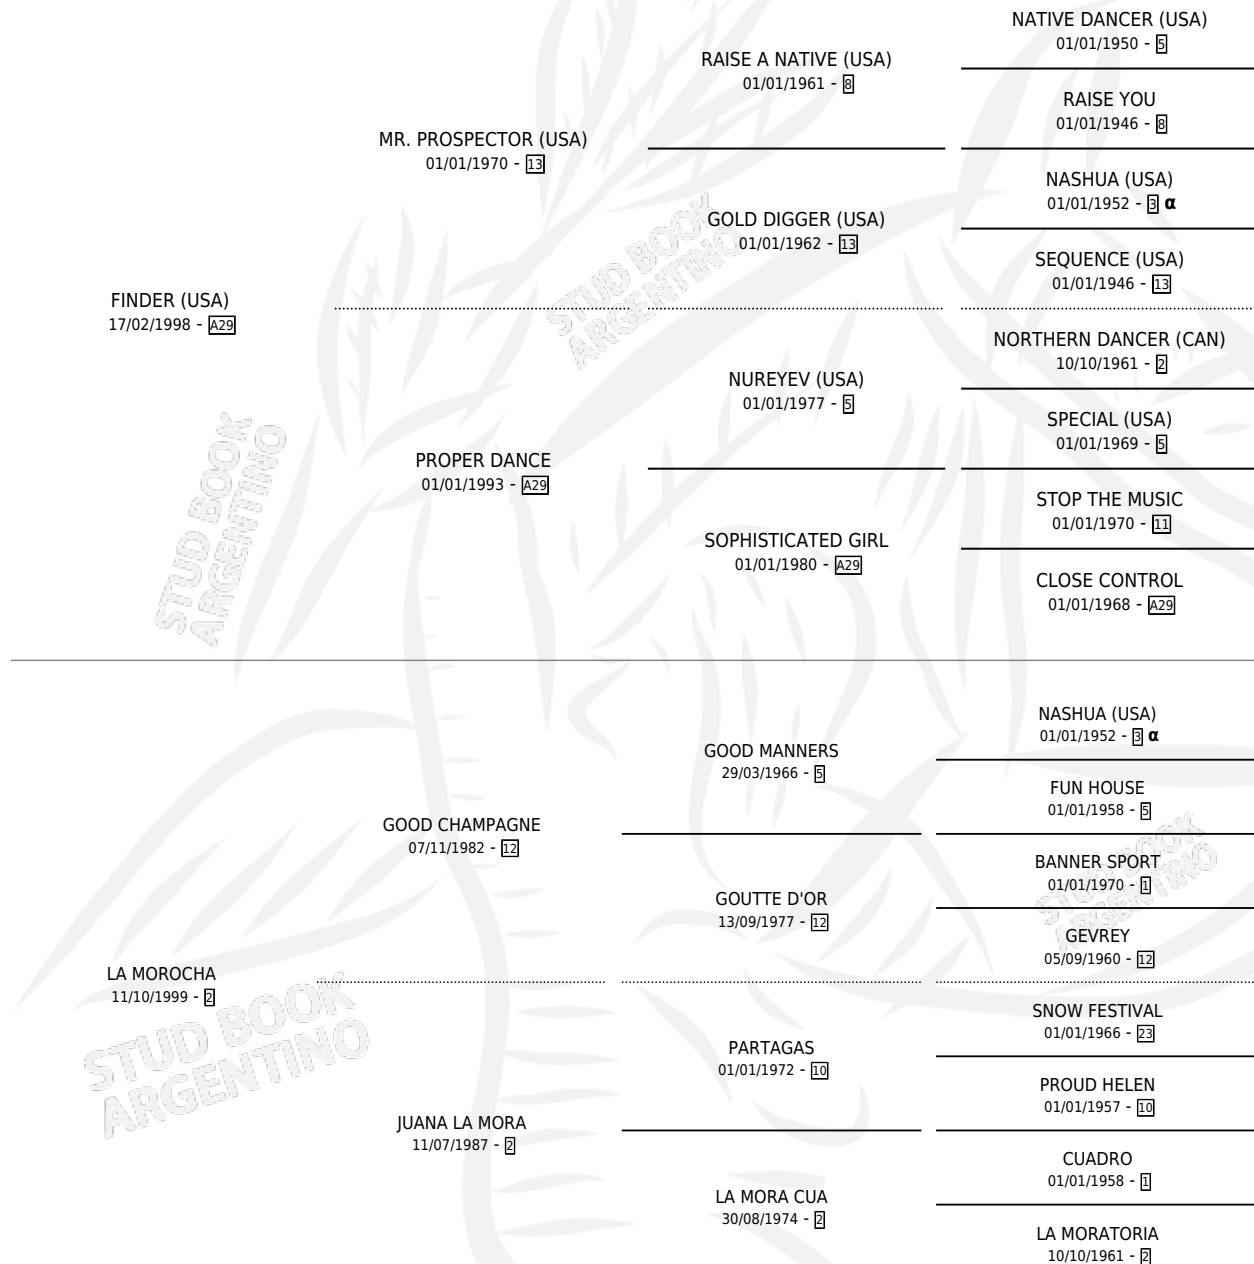 NATIVE DANCER (USA)
01/01/1950 - 5
RAISE A NATIVE (USA)
01/01/1961 - 8
RAISE YOU
01/01/1946 - 8
MR. PROSPECTOR (USA)
01/01/1970 - 13
NASHUA (USA)
01/01/1952 - 3 α
GOLD DIGGER (USA)
01/01/1962 - 13
SEQUENCE (USA)
01/01/1946 - 13
FINDER (USA)
17/02/1998 - A29
NORTHERN DANCER (CAN)
10/10/1961 - 2
NUREYEV (USA)
01/01/1977 - 5
SPECIAL (USA)
01/01/1969 - 5
PROPER DANCE
01/01/1993 - A29
STOP THE MUSIC
01/01/1970 - 11
SOPHISTICATED GIRL
01/01/1980 - A29
CLOSE CONTROL
01/01/1968 - A29
STUD BOOK
ARGENTINO
STUD BOOK
ARGENTINO
NASHUA (USA)
01/01/1952 - 3 α
GOOD MANNERS
29/03/1966 - 5
FUN HOUSE
01/01/1958 - 5
GOOD CHAMPAGNE
07/11/1982 - 12
BANNER SPORT
01/01/1970 - 1
GOUTTE D'OR
13/09/1977 - 12
GEVREY
05/09/1960 - 12
STUD BOOK
ARGENTINO
LA MOROCHA
11/10/1999 - 2
SNOW FESTIVAL
01/01/1966 - 23
PARTAGAS
01/01/1972 - 10
PROUD HELEN
01/01/1957 - 10
STUD BOOK
ARGENTINO
JUANA LA MORA
11/07/1987 - 2
CUADRO
01/01/1958 - 1
LA MORA CUA
30/08/1974 - 2
LA MORATORIA
10/10/1961 - 2